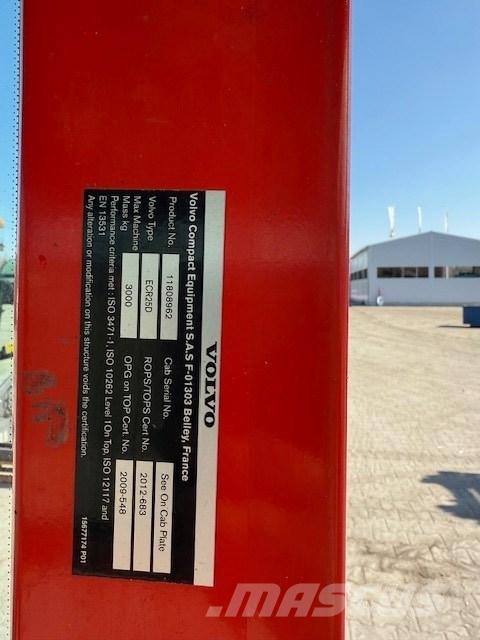 VOLVO
Volvo Compact Equipment S.A.S F-01303 Belley, France
Product No. 11808962 Cab Serial No. See On Cab Plate
Volvo Type ECR25D ROPS/TOPS Cert No. 2012-683
Max Machine
Mass kg 3000 OPG on TOP Cert. No. 2009-548
Performance criteria met : ISO 3471-1, ISO 10262 Level 1On Top, ISO 12117 and
EN 13531
Any alteration or modification on this structure voids the certification.
15677174 P01
MASCUS